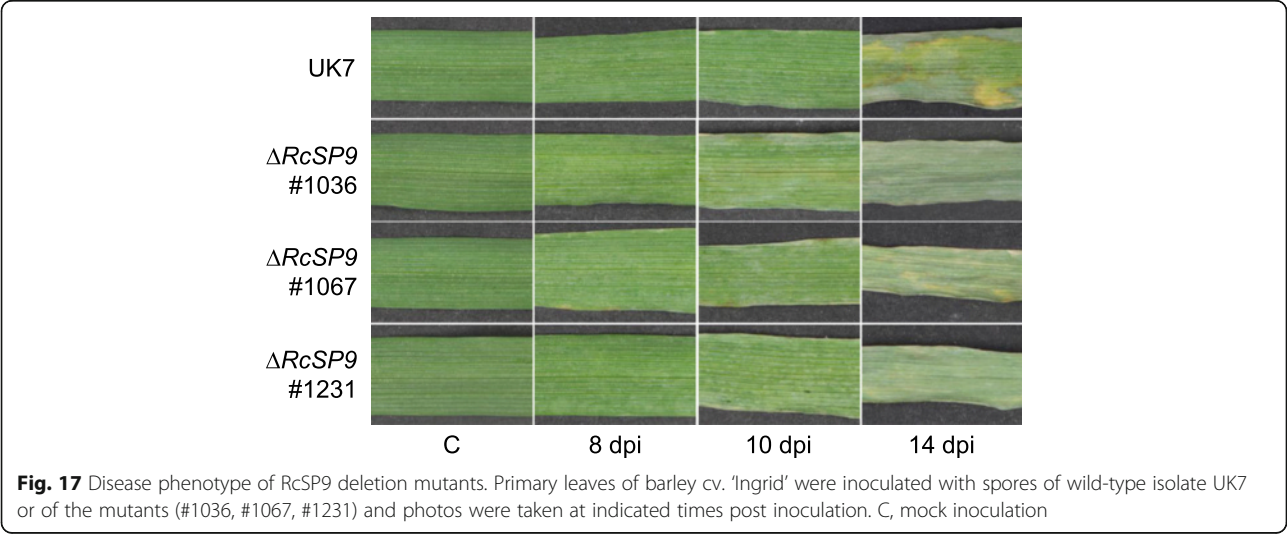 UK7
ΔRcSP9
#1036
ΔRcSP9
#1067
ΔRcSP9
#1231
C 8 dpi 10 dpi 14 dpi
Fig. 17 Disease phenotype of RcSP9 deletion mutants. Primary leaves of barley cv. ‘Ingrid’ were inoculated with spores of wild-type isolate UK7
or of the mutants (#1036, #1067, #1231) and photos were taken at indicated times post inoculation. C, mock inoculation